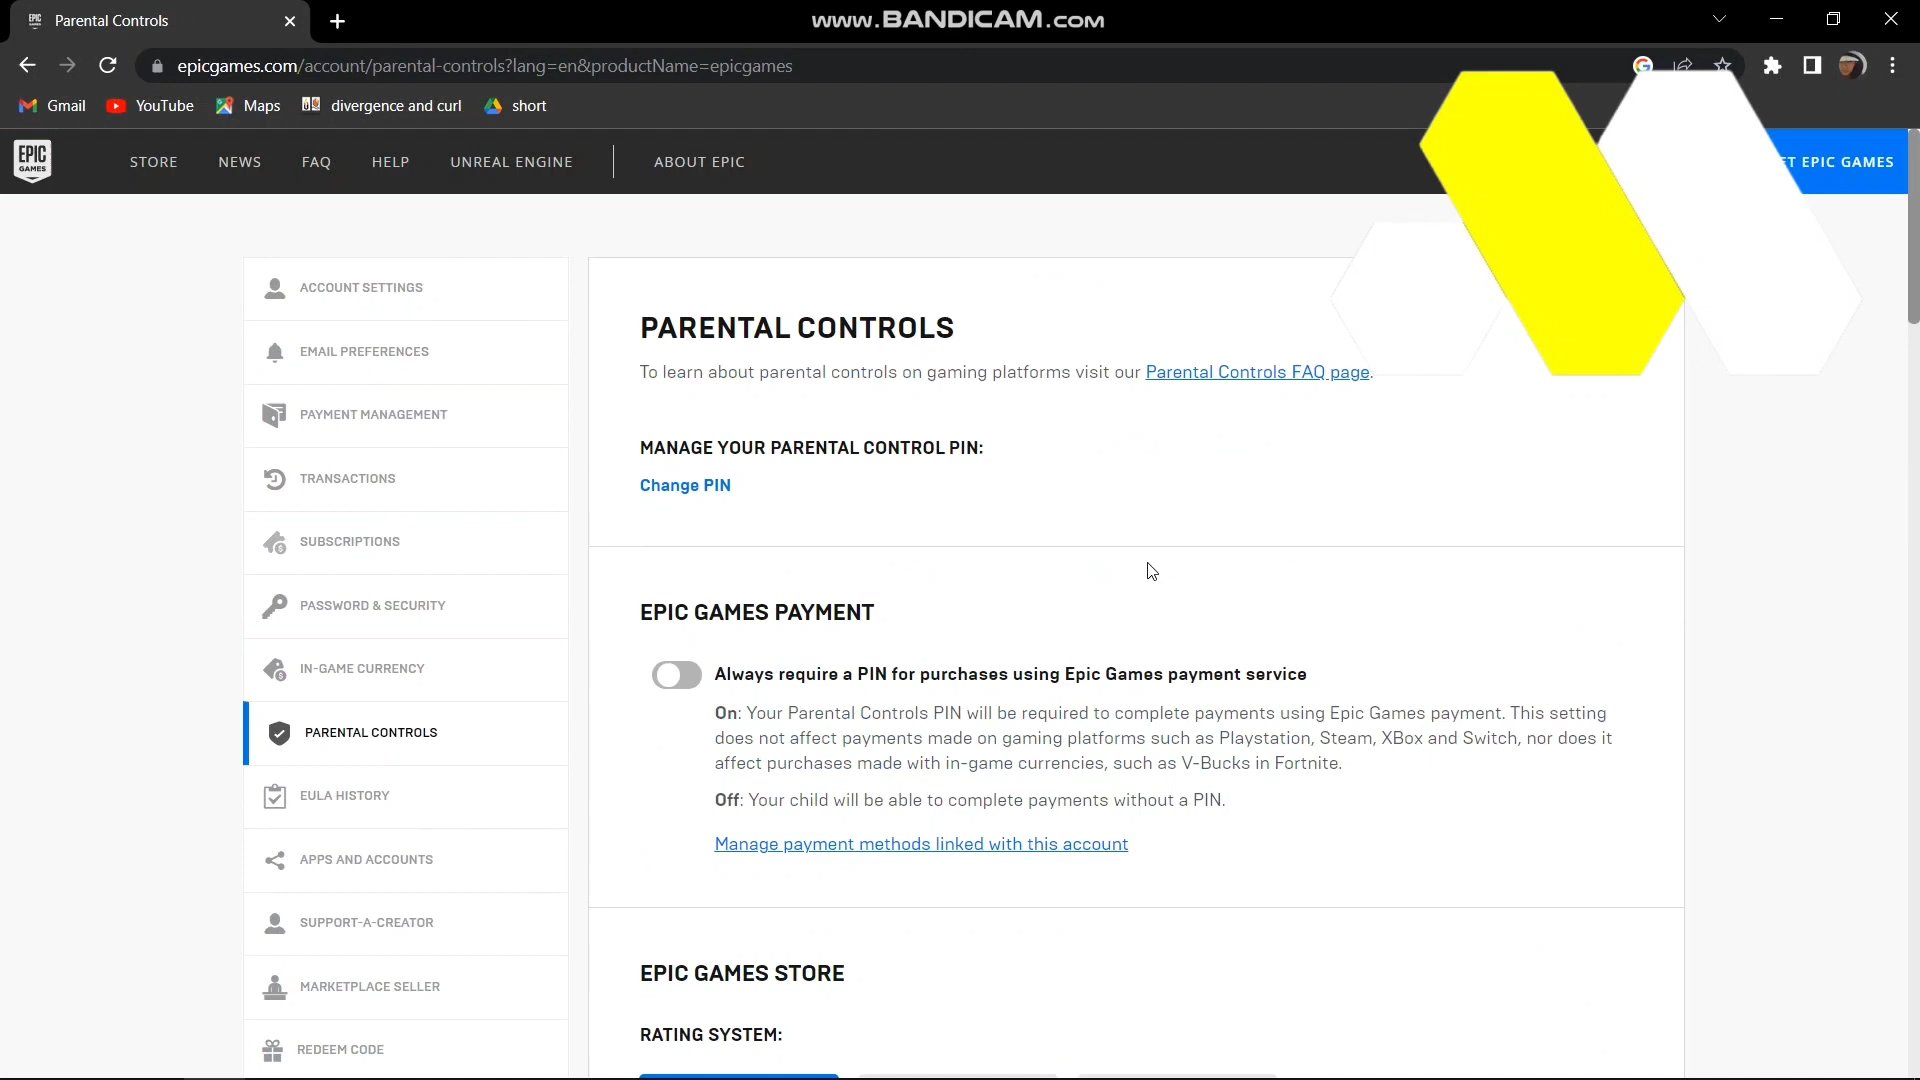 Parental Controls
www.BANDICAM.com
epicgames.com/account/parental-controls?lang=en&productName=epicgames
Gmail
YouTube
Maps
divergence and curl
short
EPIC
GAMES
STORE
NEWS
FAQ
HELP
UNREAL ENGINE
ABOUT EPIC
EPIC GAMES
ACCOUNT SETTINGS
EMAIL PREFERENCES
PAYMENT MANAGEMENT
TRANSACTIONS
SUBSCRIPTIONS
PASSWORD & SECURITY
IN-GAME CURRENCY
PARENTAL CONTROLS
EULA HISTORY
APPS AND ACCOUNTS
SUPPORT-A-CREATOR
MARKETPLACE SELLER
REDEEM CODE
PARENTAL CONTROLS
To learn about parental controls on gaming platforms visit our Parental Controls FAQ page.
MANAGE YOUR PARENTAL CONTROL PIN:
Change PIN
EPIC GAMES PAYMENT
Always require a PIN for purchases using Epic Games payment service
On: Your Parental Controls PIN will be required to complete payments using Epic Games payment. This setting
does not affect payments made on gaming platforms such as Playstation, Steam, XBox and Switch, nor does it
affect purchases made with in-game currencies, such as V-Bucks in Fortnite.
Off: Your child will be able to complete payments without a PIN.
Manage payment methods linked with this account
EPIC GAMES STORE
RATING SYSTEM: